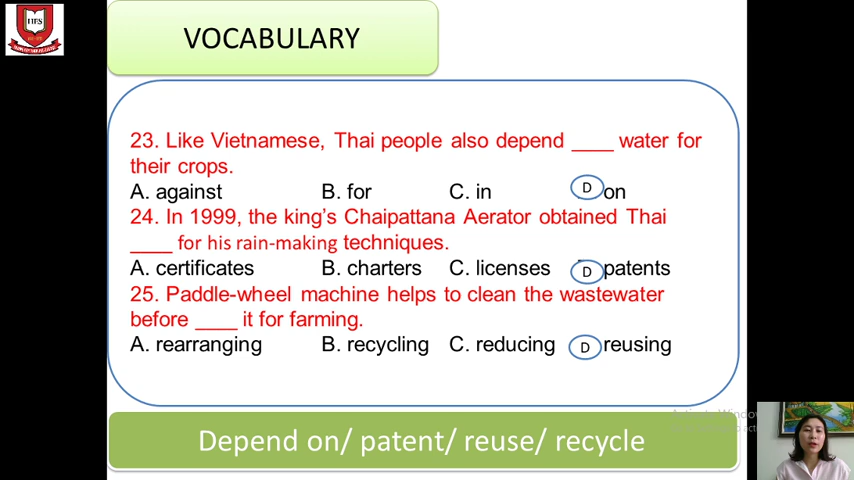 VOCABULARY
23. Like Vietnamese, Thai people also depend ____ water for
their crops.
A. against B. for C. in D on
24. In 1999, the king's Chaipattana Aerator obtained Thai
____ for his rain-making techniques.
A. certificates B. charters C. licenses D patents
25. Paddle-wheel machine helps to clean the wastewater
before ____ it for farming.
A. rearranging B. recycling C. reducing D reusing
Depend on/ patent/ reuse/ recycle